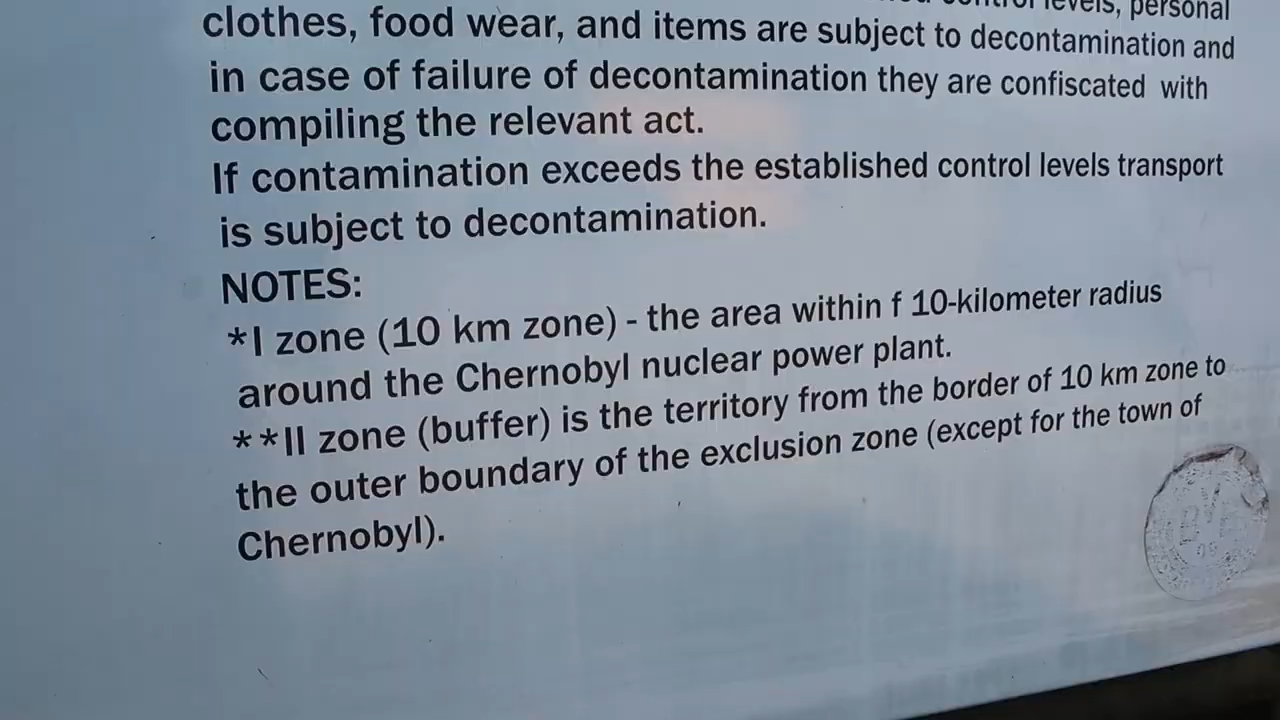 control levels, personal
clothes, food wear, and items are subject to decontamination and
in case of failure of decontamination they are confiscated with
compiling the relevant act.
If contamination exceeds the established control levels transport
is subject to decontamination.
NOTES:
*I zone (10 km zone) - the area within f 10-kilometer radius
around the Chernobyl nuclear power plant.
**II zone (buffer) is the territory from the border of 10 km zone to
the outer boundary of the exclusion zone (except for the town of
Chernobyl).